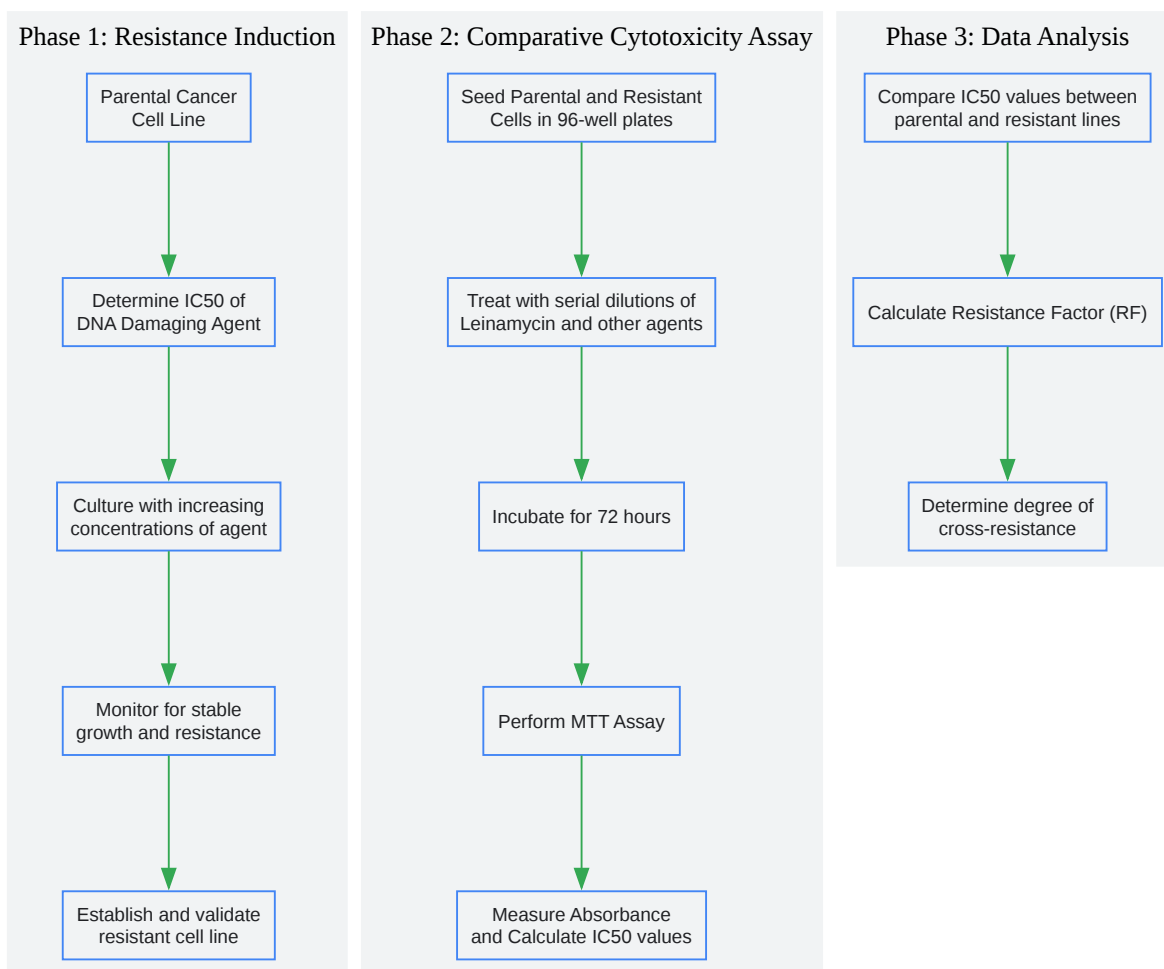 Phase 1: Resistance Induction
Parental Cancer
Cell Line
Determine IC50 of
DNA Damaging Agent
Culture with increasing
concentrations of agent
Monitor for stable
growth and resistance
Establish and validate
resistant cell line
Phase 2: Comparative Cytotoxicity Assay
Seed Parental and Resistant
Cells in 96-well plates
Treat with serial dilutions of
Leinamycin and other agents
Incubate for 72 hours
Perform MTT Assay
Measure Absorbance
and Calculate IC50 values
Phase 3: Data Analysis
Compare IC50 values between
parental and resistant lines
Calculate Resistance Factor (RF)
Determine degree of
cross-resistance